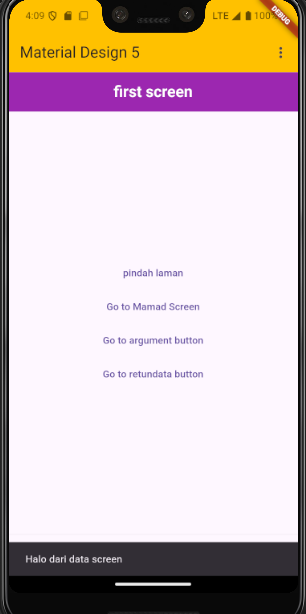 4:09 LTE 100%
DEBUG
Material Design 5
first screen
pindah laman
Go to Mamad Screen
Go to argument button
Go to retundata button
Halo dari data screen